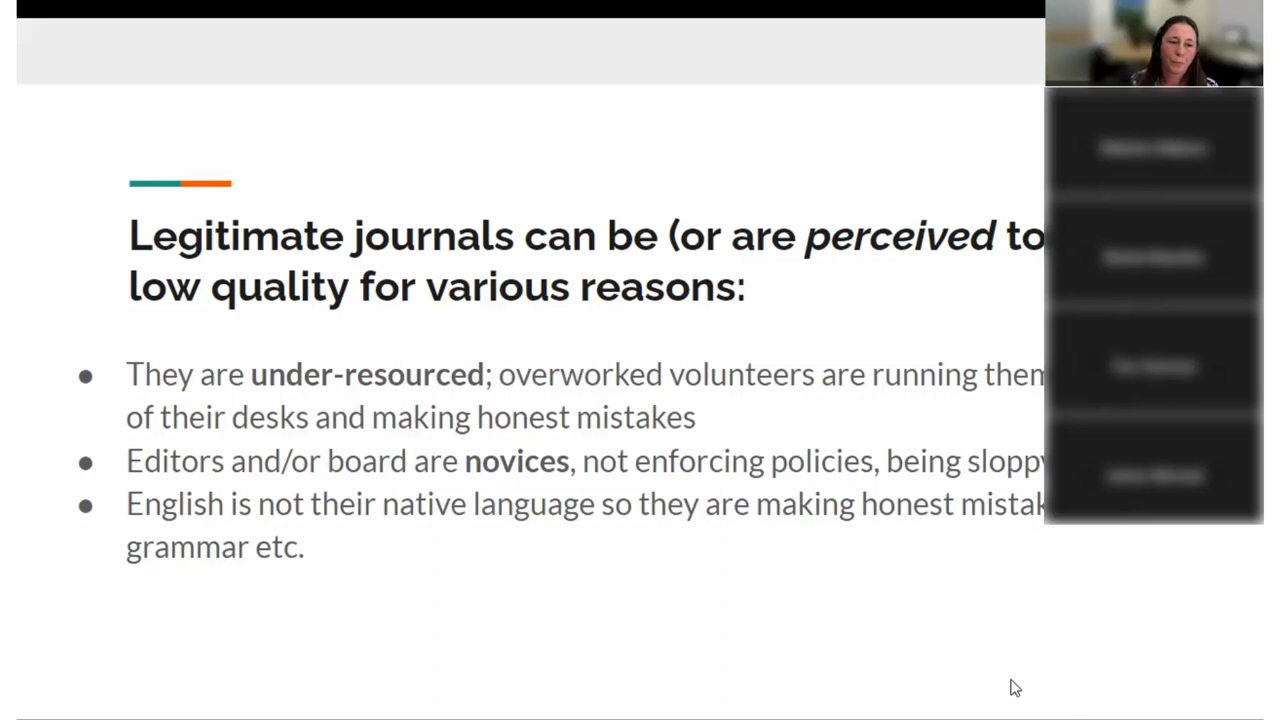 Legitimate journals can be (or are perceived to
low quality for various reasons:
● They are under-resourced; overworked volunteers are running them
of their desks and making honest mistakes
● Editors and/or board are novices, not enforcing policies, being sloppy
● English is not their native language so they are making honest
grammar etc.